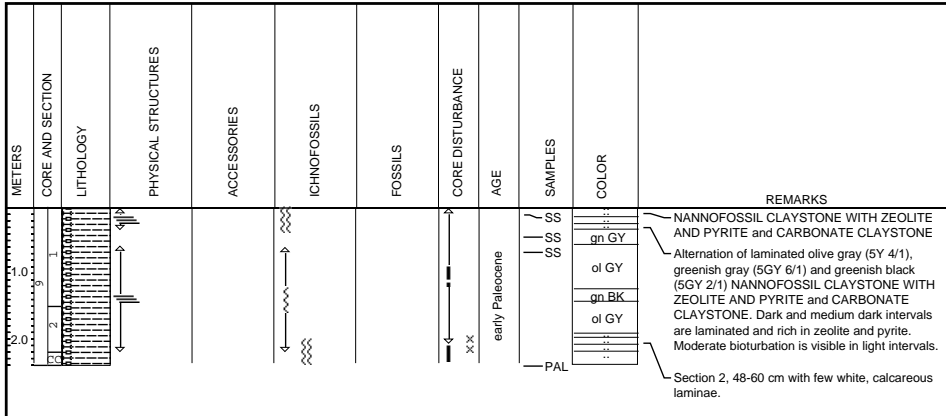 METERS
CORE AND SECTION
LITHOLOGY
PHYSICAL STRUCTURES
ACCESSORIES
ICHNOFOSSILS
FOSSILS
CORE DISTURBANCE
AGE
SAMPLES
COLOR
REMARKS
1.0
2.0
9
1
2
CC
early Paleocene
SS
SS
SS
PAL
gn GY
ol GY
gn BK
ol GY
NANNOFOSSIL CLAYSTONE WITH ZEOLITE
AND PYRITE and CARBONATE CLAYSTONE
Alternation of laminated olive gray (5Y 4/1),
greenish gray (5GY 6/1) and greenish black
(5GY 2/1) NANNOFOSSIL CLAYSTONE WITH
ZEOLITE AND PYRITE and CARBONATE
CLAYSTONE. Dark and medium dark intervals
are laminated and rich in zeolite and pyrite.
Moderate bioturbation is visible in light intervals.
Section 2, 48-60 cm with few white, calcareous
laminae.